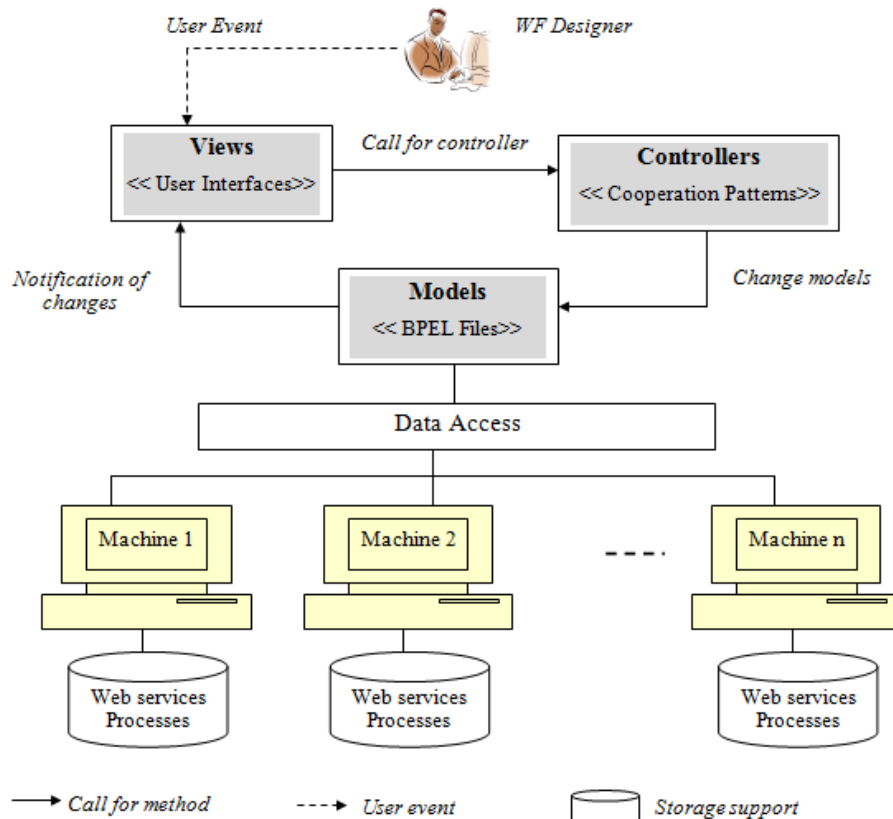 User Event
WF Designer
Views
<< User Interfaces>>
Call for controller
Controllers
<< Cooperation Patterns>>
Notification of
changes
Models
<< BPEL Files>>
Change models
Data Access
Machine 1
Machine 2
Machine n
Web services
Processes
Web services
Processes
Web services
Processes
Call for method
User event
Storage support